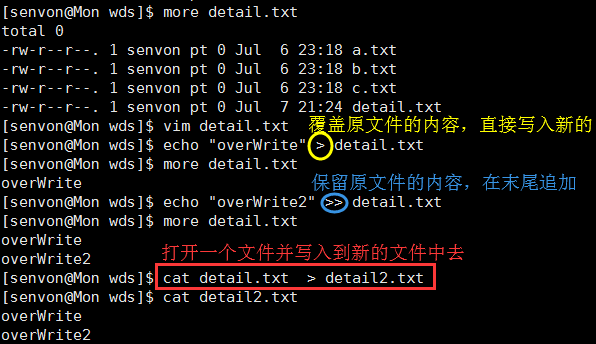 [senvon@Mon wds]$ more detail.txt
total 0
-rw-r--r--. 1 senvon pt 0 Jul  6 23:18 a.txt
-rw-r--r--. 1 senvon pt 0 Jul  6 23:18 b.txt
-rw-r--r--. 1 senvon pt 0 Jul  6 23:18 c.txt
-rw-r--r--. 1 senvon pt 0 Jul  7 21:24 detail.txt
[senvon@Mon wds]$ vim detail.txt 覆盖原文件的内容，直接写入新的
[senvon@Mon wds]$ echo "overWrite" > detail.txt
[senvon@Mon wds]$ more detail.txt
overWrite 保留原文件的内容，在末尾追加
[senvon@Mon wds]$ echo "overWrite2" >> detail.txt
[senvon@Mon wds]$ more detail.txt
overWrite
overWrite2 打开一个文件并写入到新的文件中去
[senvon@Mon wds]$ cat detail.txt  > detail2.txt
[senvon@Mon wds]$ cat detail2.txt
overWrite
overWrite2